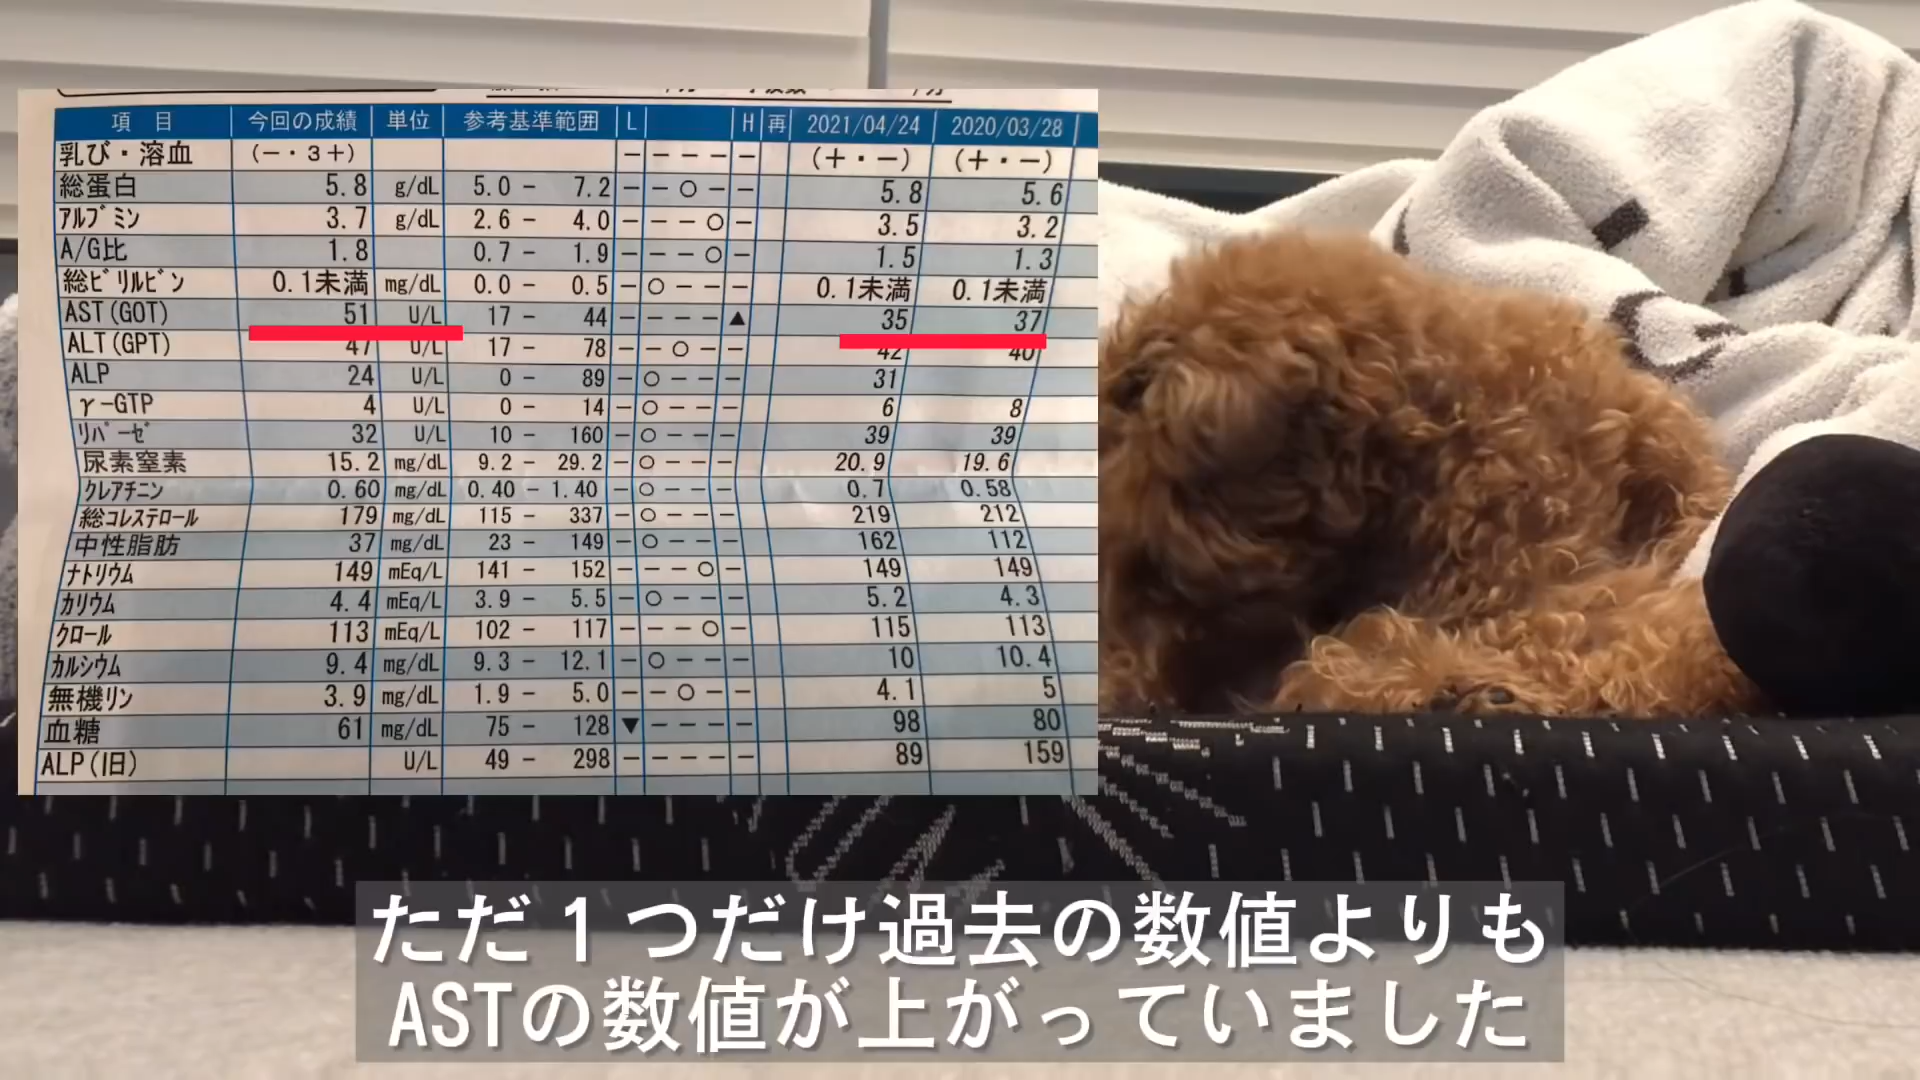 項 目 今回の成績 単位 参考基準範囲 L H 再 2021/04/24 2020/03/28
乳び・溶血 (－・3＋) － － － － － (＋・－) (＋・－)
総蛋白 5.8 g/dL 5.0 － 7.2 － － ○ － － 5.8 5.6
ｱﾙﾌﾞﾐﾝ 3.7 g/dL 2.6 － 4.0 － － － ○ － 3.5 3.2
A/G比 1.8 0.7 － 1.9 － － － ○ － 1.5 1.3
総ﾋﾞﾘﾙﾋﾞﾝ 0.1未満 mg/dL 0.0 － 0.5 － ○ － － － 0.1未満 0.1未満
AST(GOT) 51 U/L 17 － 44 － － － － ▲ 35 37
ALT(GPT) 47 U/L 17 － 78 － － ○ － － 42 40
ALP 24 U/L 0 － 89 － ○ － － － 31
γ-GTP 4 U/L 0 － 14 － ○ － － － 6 8
ﾘﾊﾟｰｾﾞ 32 U/L 10 － 160 － ○ － － － 39 39
尿素窒素 15.2 mg/dL 9.2 － 29.2 － ○ － － － 20.9 19.6
ｸﾚｱﾁﾆﾝ 0.60 mg/dL 0.40 － 1.40 － ○ － － － 0.7 0.58
総ｺﾚｽﾃﾛｰﾙ 179 mg/dL 115 － 337 － ○ － － － 219 212
中性脂肪 37 mg/dL 23 － 149 － ○ － － － 162 112
ﾅﾄﾘｳﾑ 149 mEq/L 141 － 152 － － － ○ － 149 149
ｶﾘｳﾑ 4.4 mEq/L 3.9 － 5.5 － ○ － － － 5.2 4.3
ｸﾛｰﾙ 113 mEq/L 102 － 117 － － － ○ － 115 113
ｶﾙｼｳﾑ 9.4 mg/dL 9.3 － 12.1 － ○ － － － 10 10.4
無機ﾘﾝ 3.9 mg/dL 1.9 － 5.0 － － ○ － － 4.1 5
血糖 61 mg/dL 75 － 128 ▼ － － － － 98 80
ALP(旧) U/L 49 － 298 － － － － － 89 159
ただ１つだけ過去の数値よりも
ASTの数値が上がっていました